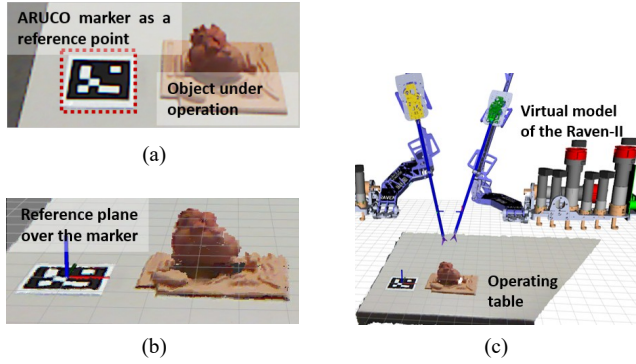 ARUCO marker as a
reference point
Object under
operation
(a)
Reference plane
over the marker
(b)
Virtual model
of the Raven-II
Operating
table
(c)